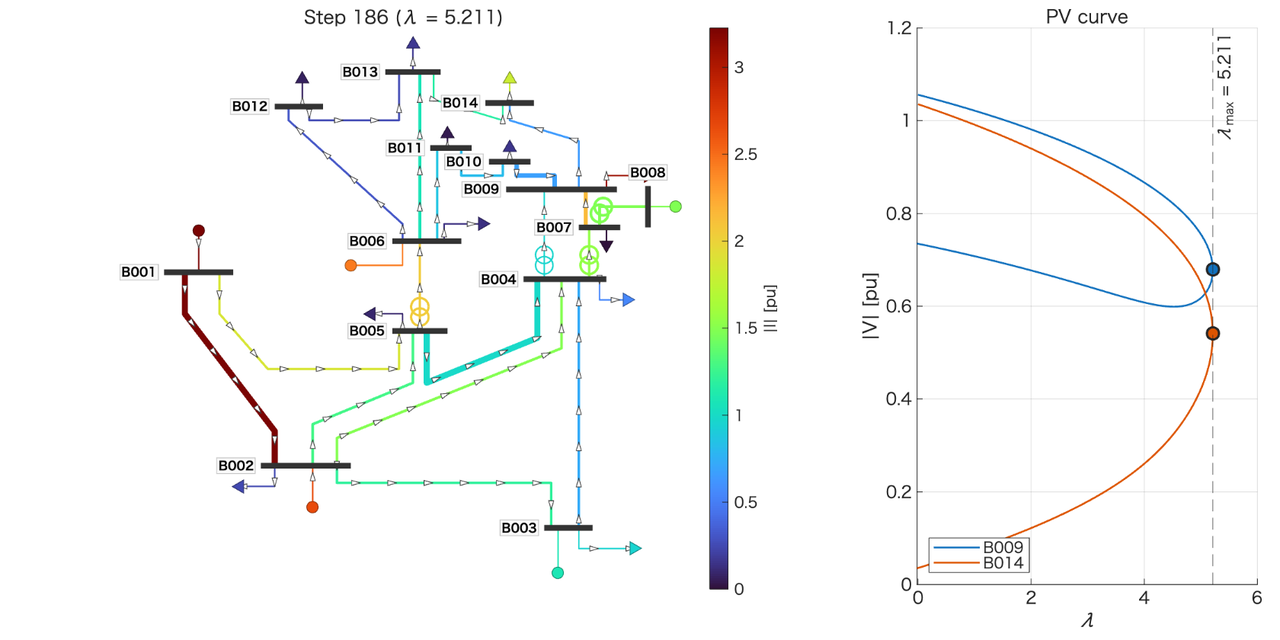 Step 186 (λ = 5.211)
B013
B012
B014
B011
B010
B008
B009
B007
B006
B001
B004
B005
B002
B003
3
2.5
2
1.5
1
0.5
0
|I| [pu]
PV curve
1.2
1
0.8
0.6
0.4
0.2
0
|V| [pu]
λmax = 5.211
B009
B014
0
2
4
6
λ